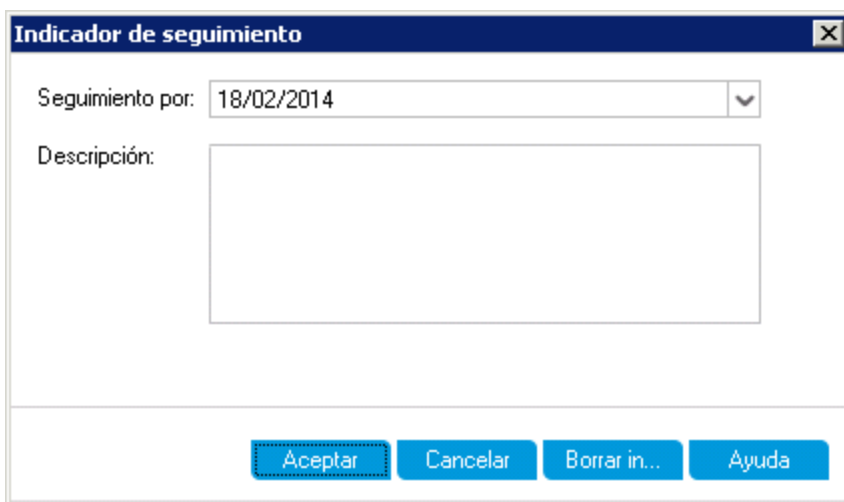 Indicador de seguimiento
Seguimiento por: 18/02/2014
Descripción:
Aceptar Cancelar Borrar in... Ayuda